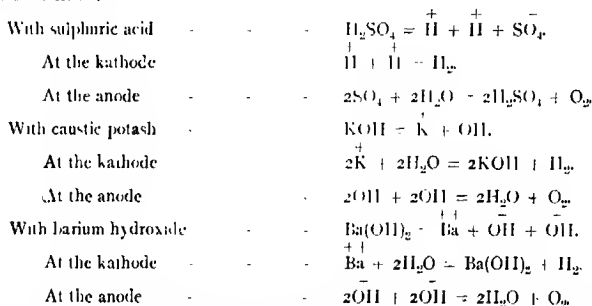 With sulphuric acid - - - H₂SO₄ = H⁺ + H⁺ + SO₄⁻.
At the kathode - - - H⁺ + H⁺ = H₂.
At the anode - - - 2SO₄ + 2H₂O = 2H₂SO₄ + O₂.
With caustic potash - KOH = K⁺ + OH.
At the kathode - - - 2K⁺ + 2H₂O = 2KOH + H₂.
At the anode - - 2OH + 2OH = 2H₂O + O₂.
With barium hydroxide - - - Ba(OH)₂ = Ba⁺⁺ + OH⁻ + OH⁻.
At the kathode - - - Ba⁺⁺ + 2H₂O = Ba(OH)₂ + H₂.
At the anode - - - 2OH⁻ + 2OH⁻ = 2H₂O + O₂.